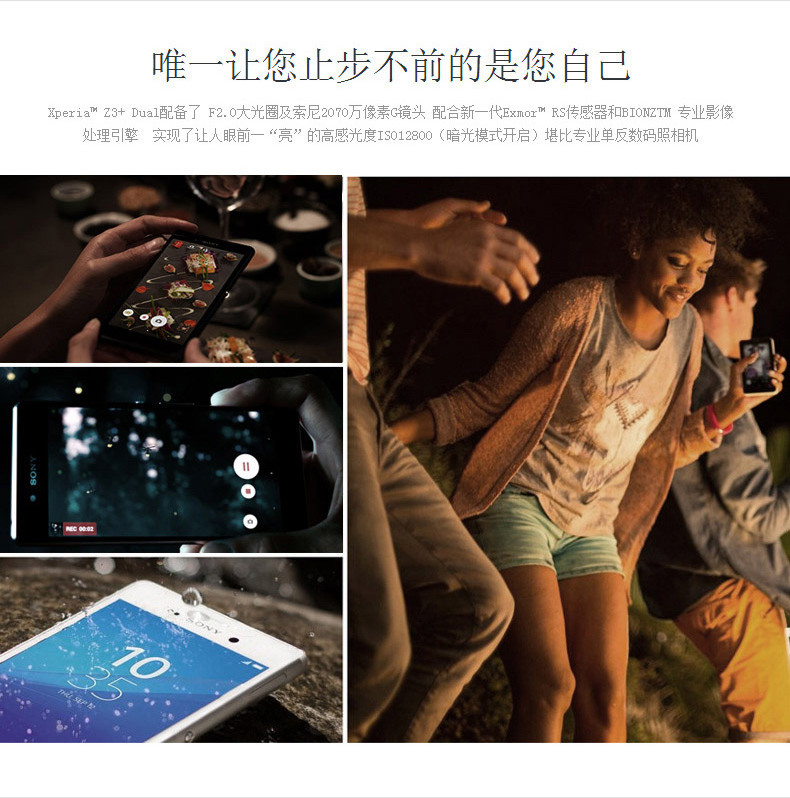 唯一让您止步不前的是您自己
Xperia™ Z3+ Dual配备了 F2.0大光圈及索尼2070万像素G镜头 配合新一代Exmor™ RS传感器和BIONZTM 专业影像
处理引擎 实现了让人眼前一“亮”的高感光度ISO12800（暗光模式开启）堪比专业单反数码照相机
SONY
SONY
REC 00:02
SONY
10
35
THU, SEP 17